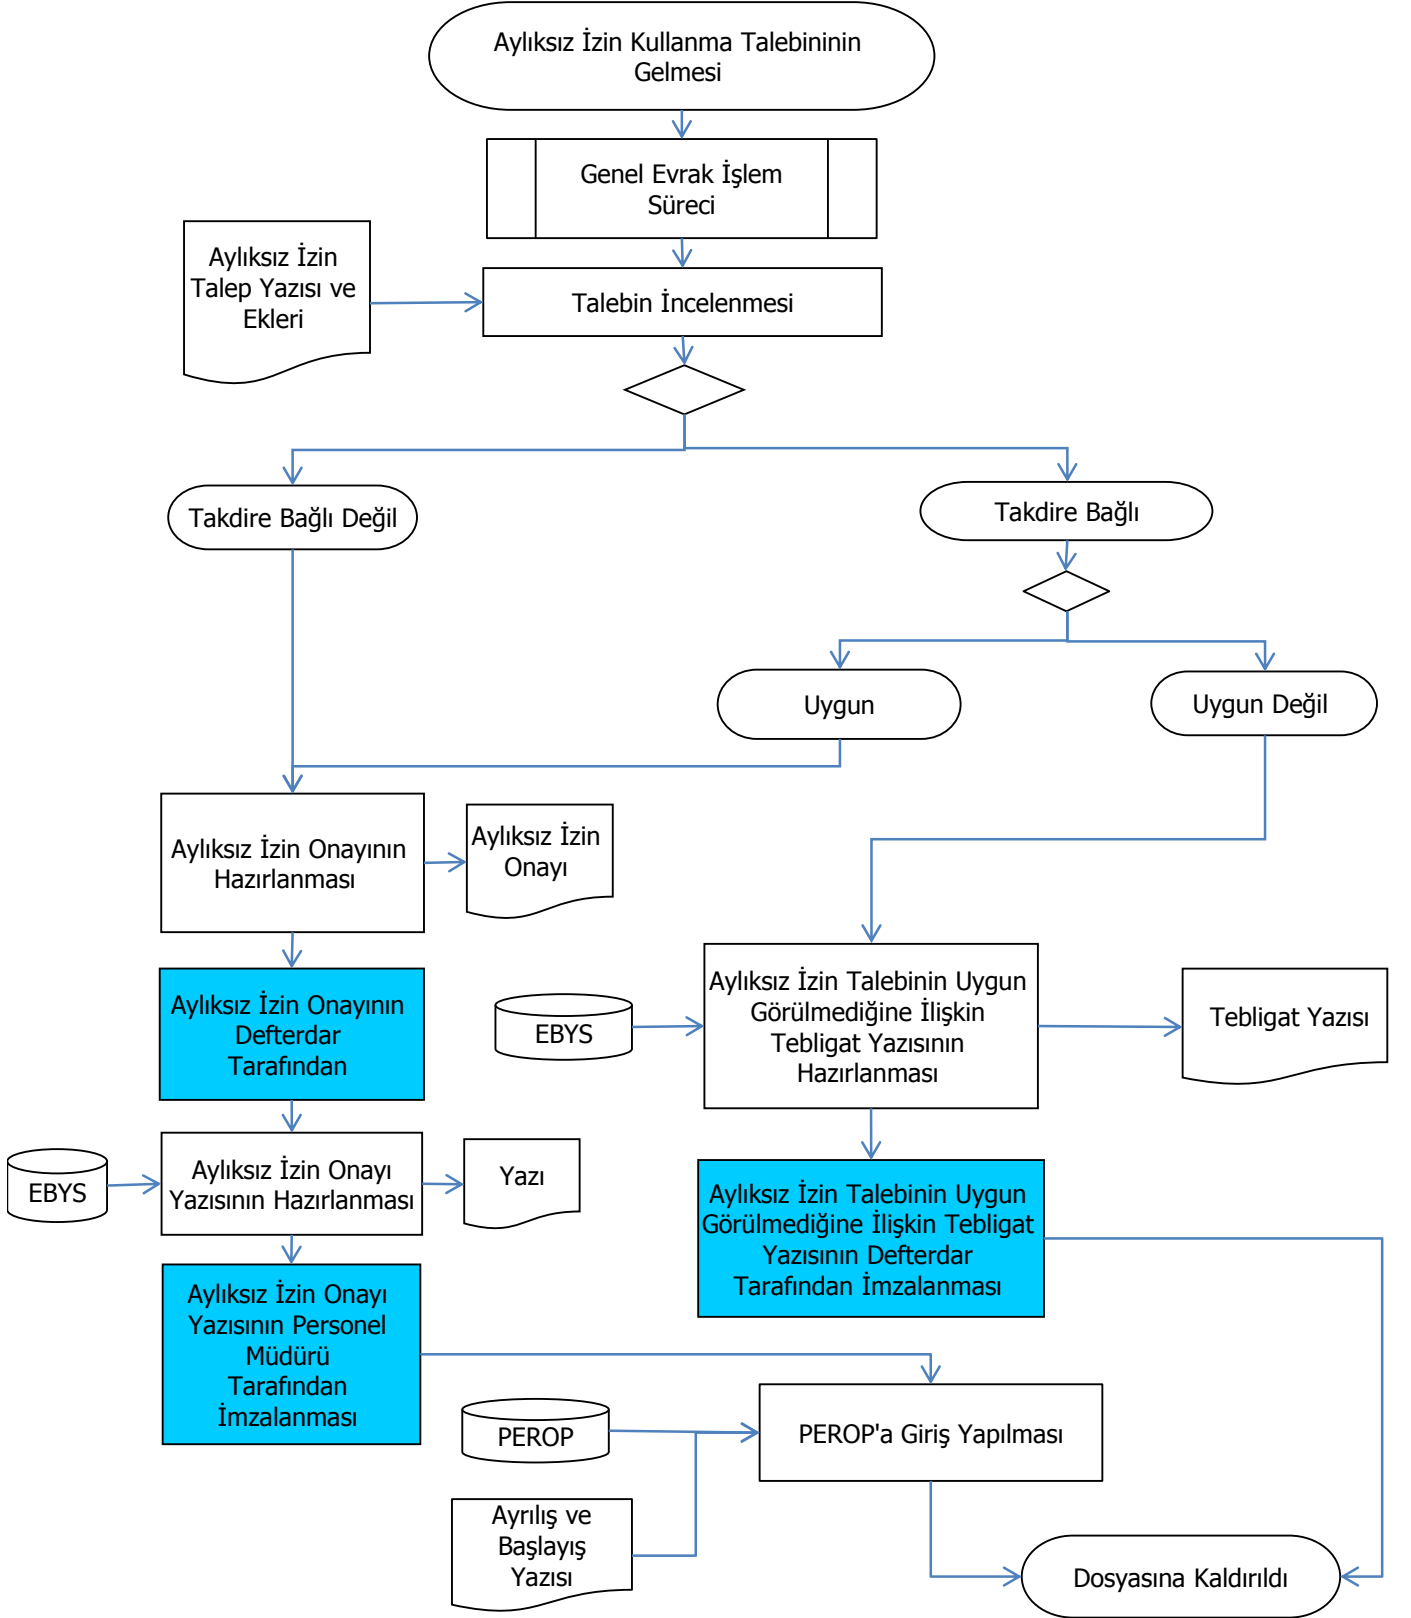 Aylıksız İzin Kullanma Talebininin
Gelmesi
Genel Evrak İşlem
Süreci
Aylıksız İzin
Talep Yazısı ve
Ekleri
Talebin İncelenmesi
Takdire Bağlı Değil
Takdire Bağlı
Uygun
Uygun Değil
Aylıksız İzin Onayının
Hazırlanması
Aylıksız İzin
Onayı
Aylıksız İzin Onayının
Defterdar
Tarafından
EBYS
Aylıksız İzin Talebinin Uygun
Görülmediğine İlişkin
Tebligat Yazısının
Hazırlanması
Tebligat Yazısı
EBYS
Aylıksız İzin Onayı
Yazısının Hazırlanması
Yazı
Aylıksız İzin Talebinin Uygun
Görülmediğine İlişkin Tebligat
Yazısının Defterdar
Tarafından İmzalanması
Aylıksız İzin Onayı
Yazısının Personel
Müdürü
Tarafından
İmzalanması
PEROP
PEROP'a Giriş Yapılması
Ayrılış ve
Başlayış
Yazısı
Dosyasına Kaldırıldı